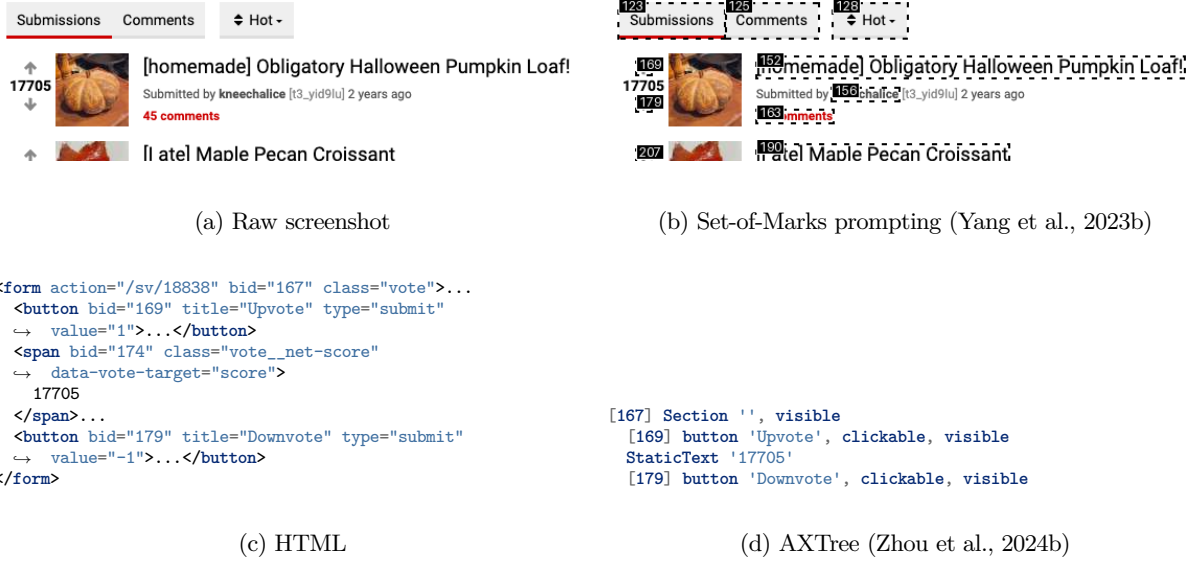 Submissions Comments Hot
[homemade] Obligatory Halloween Pumpkin Loaf!
17705
Submitted by kneechalice [t3_yid9lu] 2 years ago
45 comments
[I ate] Maple Pecan Croissant
(a) Raw screenshot
123 125 128
Submissions Comments Hot
169 152 homemade] Obligatory Halloween Pumpkin Loaf!
17705
Submitted by 156 chalice [t3_yid9lu] 2 years ago
179
163 mments
207 190 ate] Maple Pecan Croissant
(b) Set-of-Marks prompting (Yang et al., 2023b)
<form action="/sv/18838" bid="167" class="vote">...
<button bid="169" title="Upvote" type="submit"
↪ value="1">...</button>
<span bid="174" class="vote__net-score"
↪ data-vote-target="score">
17705
</span>...
<button bid="179" title="Downvote" type="submit"
↪ value="-1">...</button>
</form>
(c) HTML
[167] Section '', visible
[169] button 'Upvote', clickable, visible
StaticText '17705'
[179] button 'Downvote', clickable, visible
(d) AXTree (Zhou et al., 2024b)